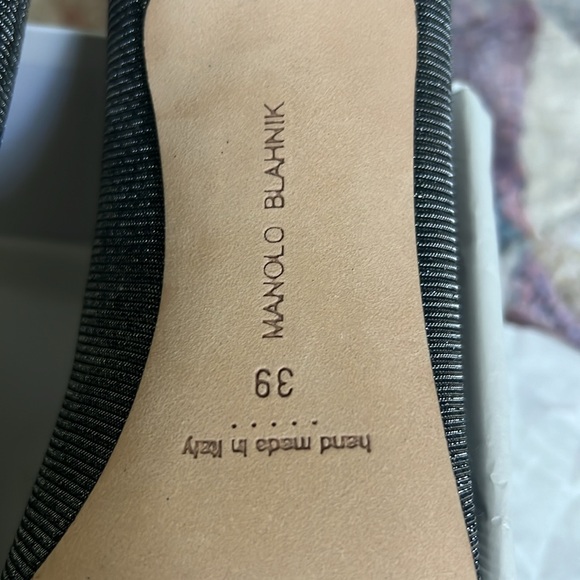 MANOLO BLAHNIK
39
.....
hand made in Italy